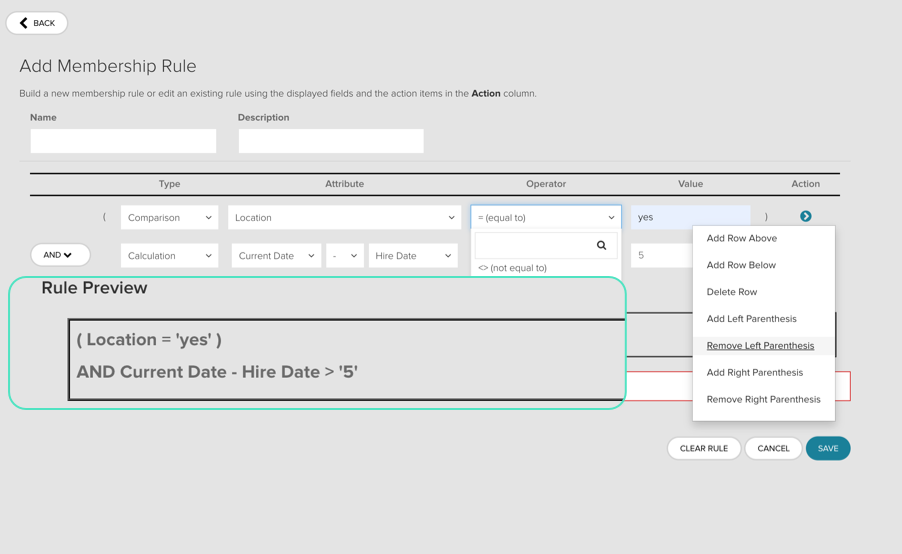 BACK
Add Membership Rule
Build a new membership rule or edit an existing rule using the displayed fields and the action items in the Action column.
Name Description
Type Attribute Operator Value Action
( Comparison Location = (equal to) yes )
Add Row Above
AND Calculation Current Date - Hire Date 5
<> (not equal to)
Add Row Below
Rule Preview
Delete Row
Add Left Parenthesis
( Location = 'yes' )
Remove Left Parenthesis
AND Current Date - Hire Date > '5'
Add Right Parenthesis
Remove Right Parenthesis
CLEAR RULE CANCEL SAVE